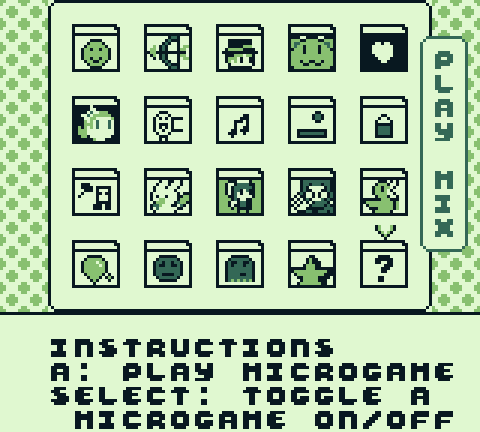 PLAY MIX
?
INSTRUCTIONS
A: PLAY MICROGAME
SELECT: TOGGLE A
MICROGAME ON/OFF